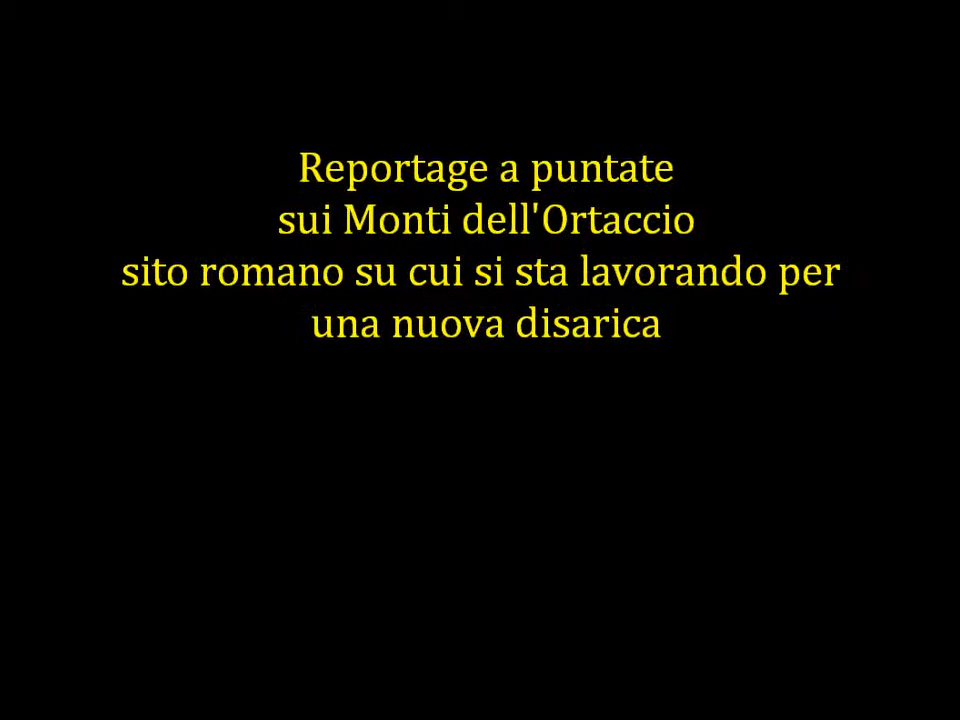 Reportage a puntate
sui Monti dell'Ortaccio
sito romano su cui si sta lavorando per
una nuova disarica